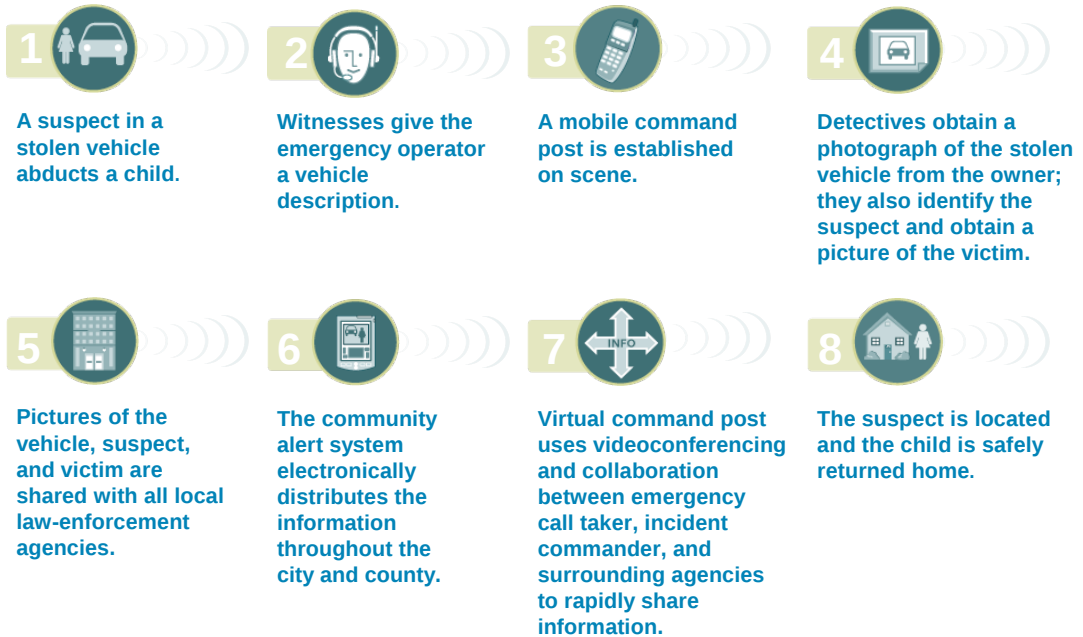 1
A suspect in a
stolen vehicle
abducts a child.
2
Witnesses give the
emergency operator
a vehicle
description.
3
A mobile command
post is established
on scene.
4
Detectives obtain a
photograph of the stolen
vehicle from the owner;
they also identify the
suspect and obtain a
picture of the victim.
5
Pictures of the
vehicle, suspect,
and victim are
shared with all local
law-enforcement
agencies.
6
The community
alert system
electronically
distributes the
information
throughout the
city and county.
7
INFO
Virtual command post
uses videoconferencing
and collaboration
between emergency
call taker, incident
commander, and
surrounding agencies
to rapidly share
information.
8
The suspect is located
and the child is safely
returned home.